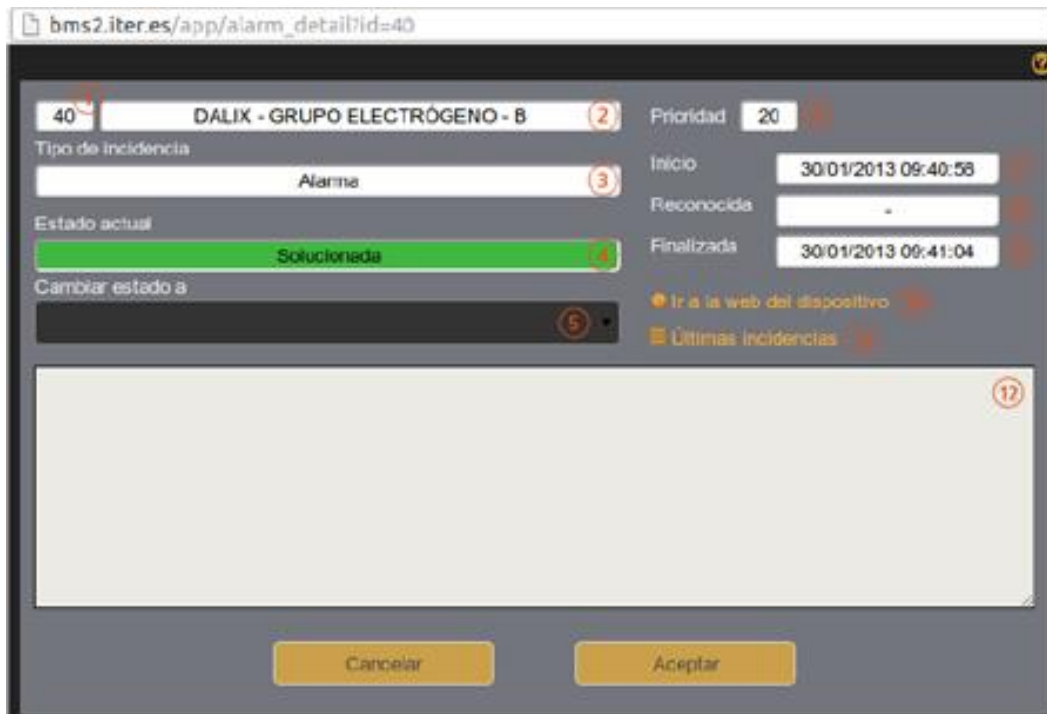 bms2.iter.es/app/alarm_detail?id=40
?
40 DALIX - GRUPO ELECTRÓGENO - B 2
Prioridad 20
Tipo de incidencia
Alarma 3
Inicio 30/01/2013 09:40:58
Reconocida -
Estado actual
Solucionada 4
Finalizada 30/01/2013 09:41:04
Cambiar estado a
5
Ir a la web del dispositivo
Últimas incidencias
12
Cancelar Aceptar